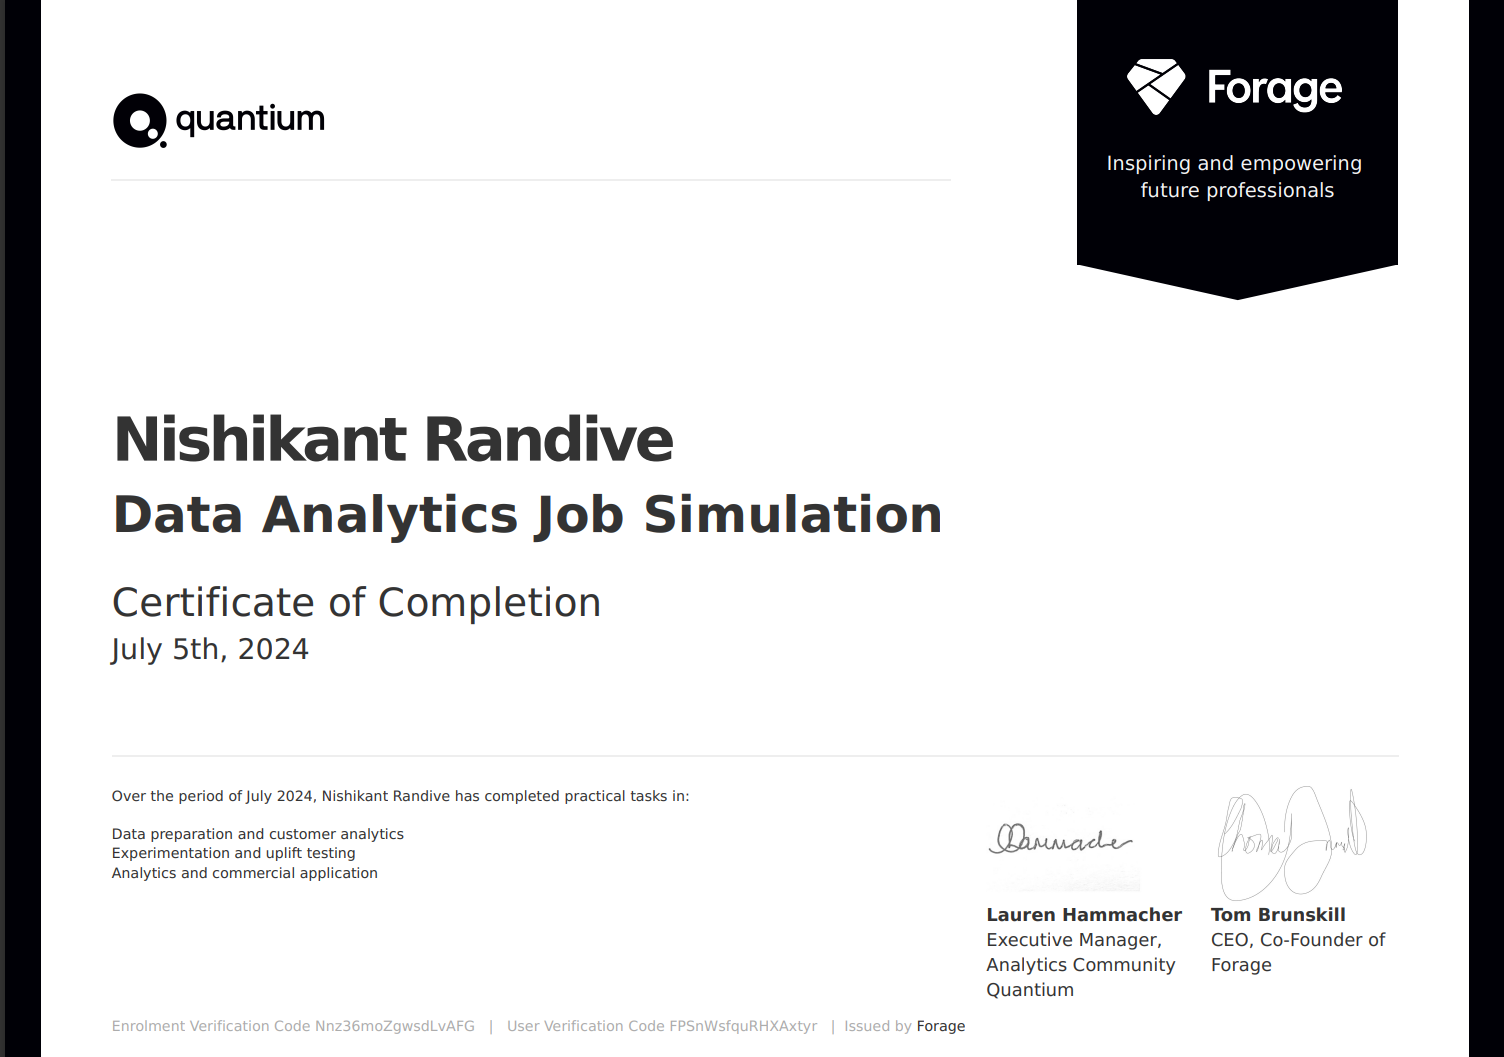 quantium
Forage
Inspiring and empowering
future professionals
Nishikant Randive
Data Analytics Job Simulation
Certificate of Completion
July 5th, 2024
Over the period of July 2024, Nishikant Randive has completed practical tasks in:
Data preparation and customer analytics
Experimentation and uplift testing
Analytics and commercial application
Lauren Hammacher
Executive Manager,
Analytics Community
Quantium
Tom Brunskill
CEO, Co-Founder of
Forage
Enrolment Verification Code Nnz36moZgwsdLvAFG | User Verification Code FPSnWsfquRHXAxtyr | Issued by Forage